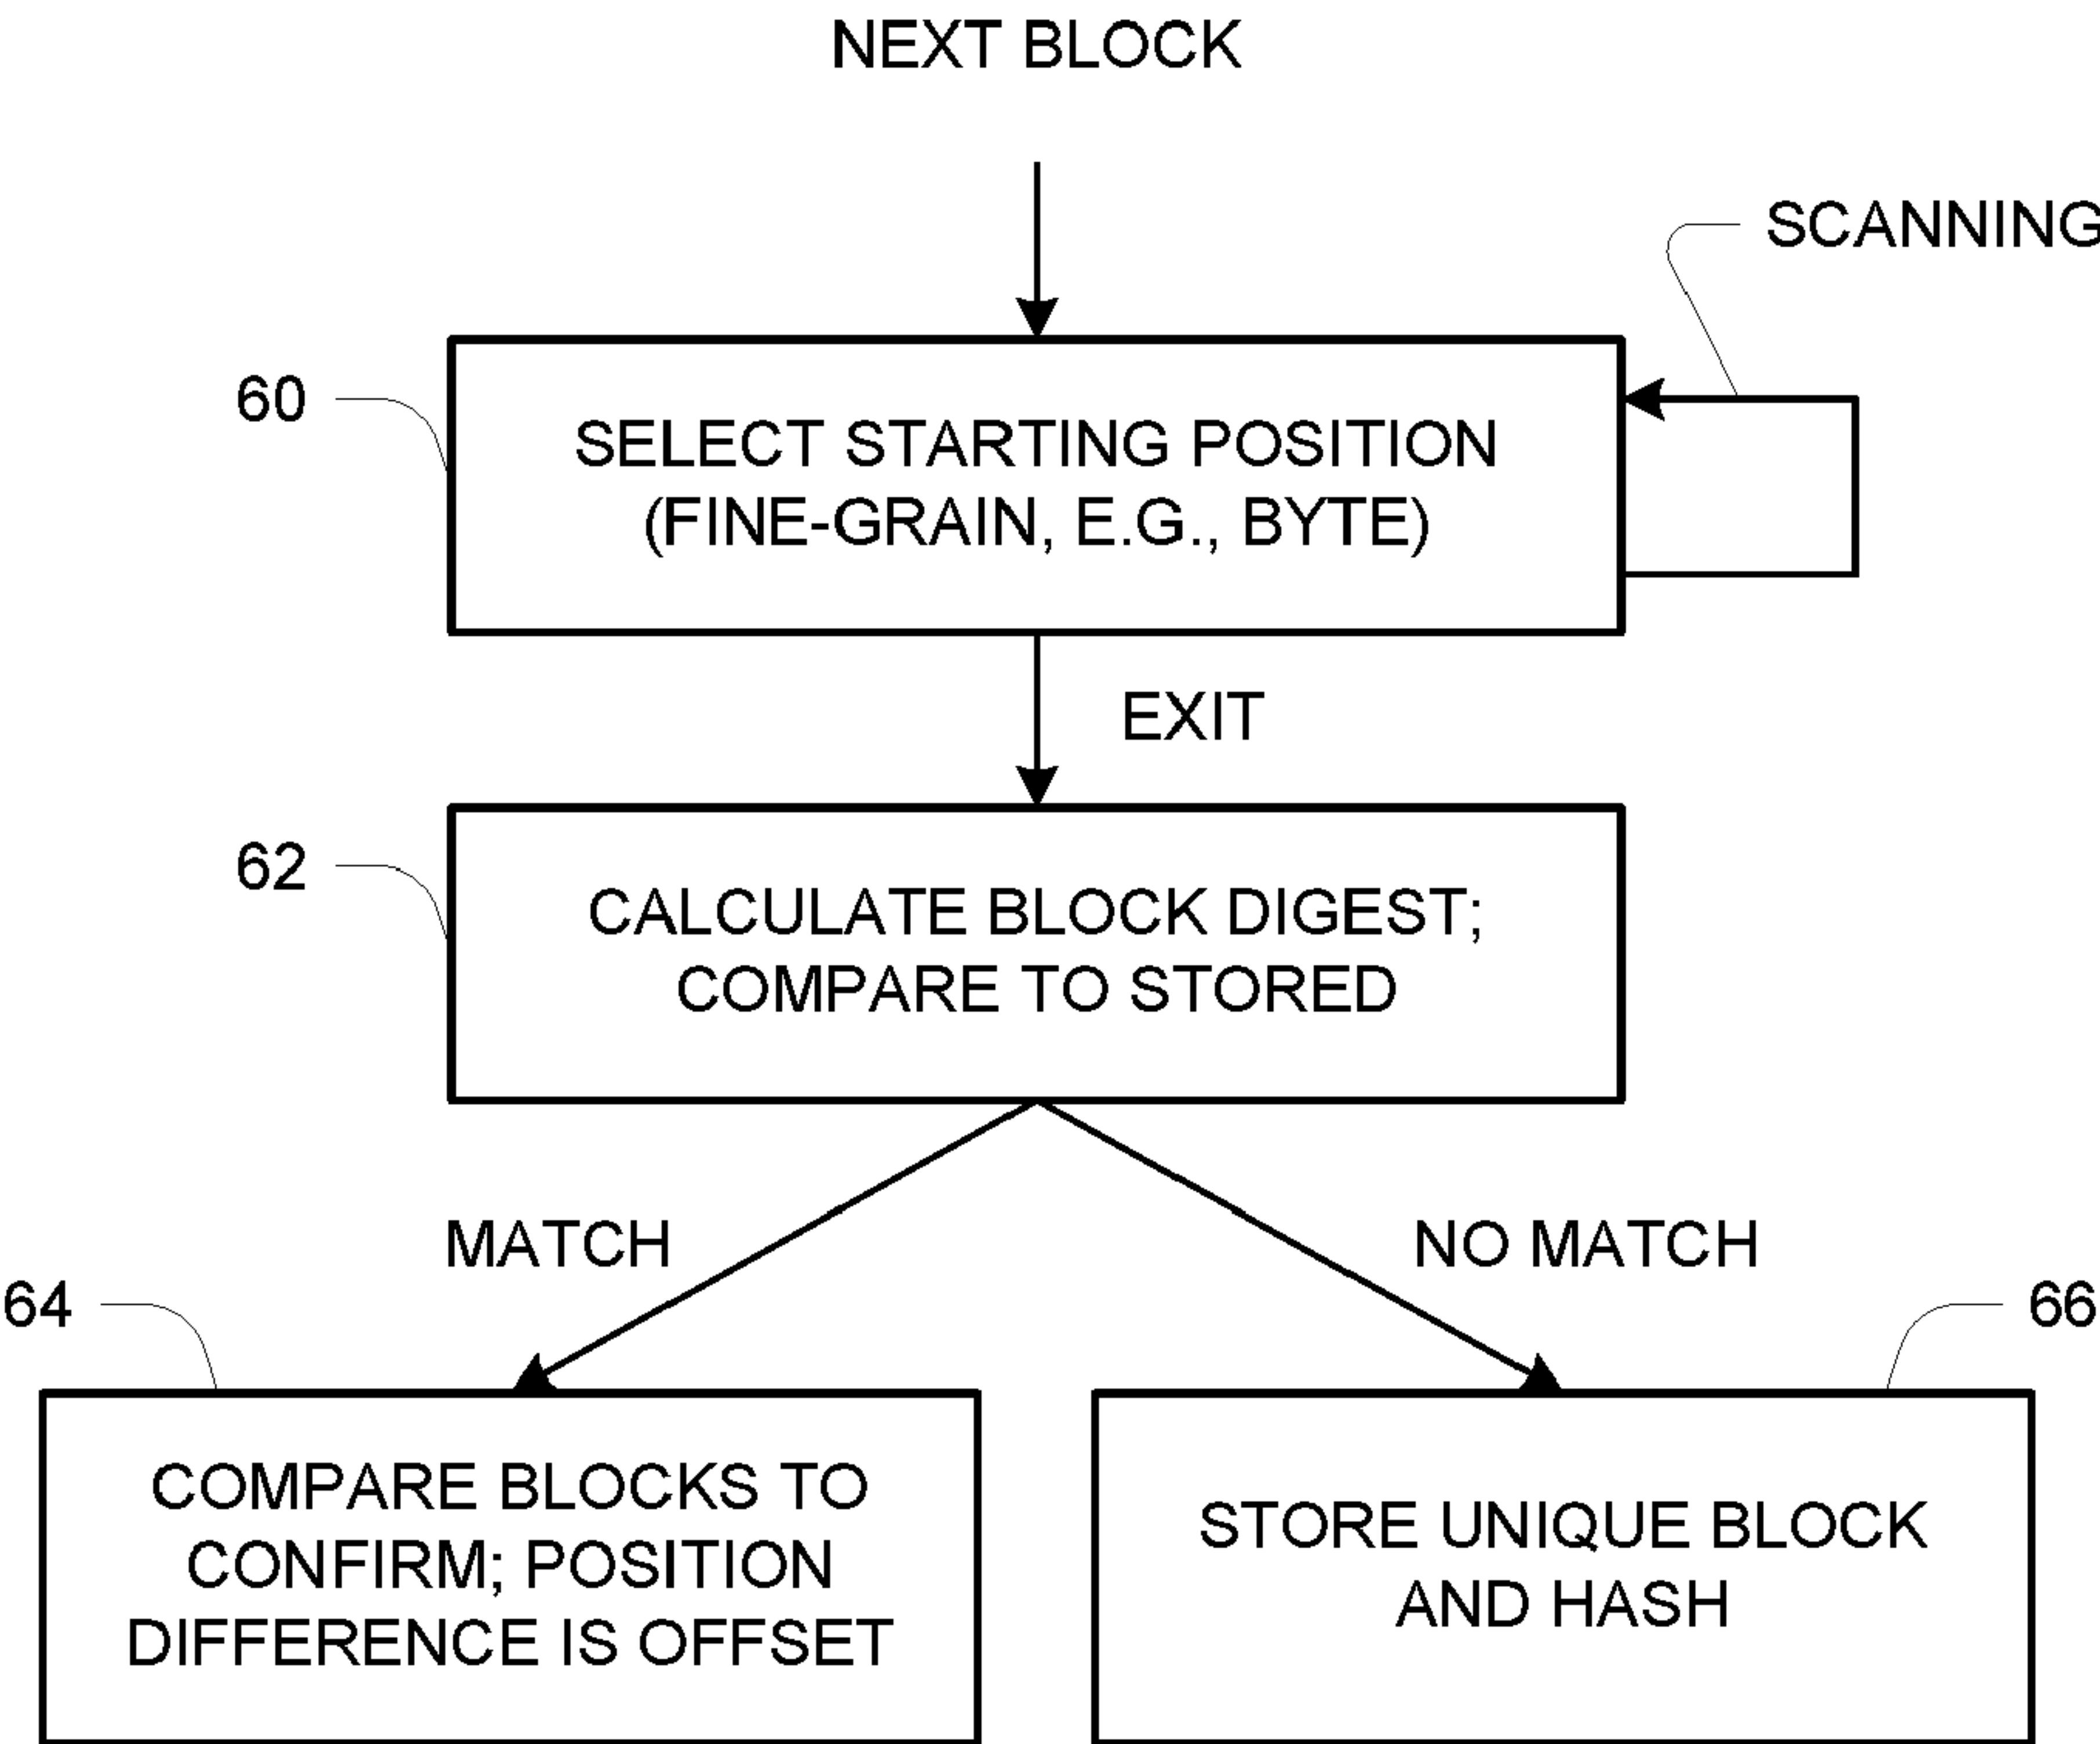 NEXT BLOCK
SCANNING
60
SELECT STARTING POSITION
(FINE-GRAIN, E.G., BYTE)
EXIT
62
CALCULATE BLOCK DIGEST;
COMPARE TO STORED
MATCH
NO MATCH
64
66
COMPARE BLOCKS TO
CONFIRM; POSITION
DIFFERENCE IS OFFSET
STORE UNIQUE BLOCK
AND HASH